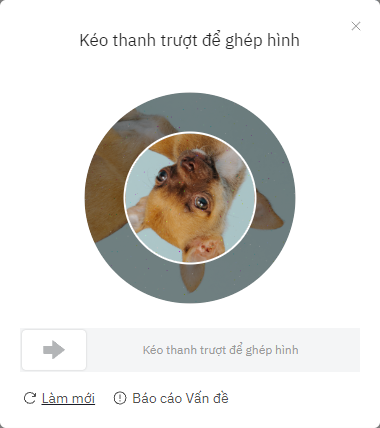 Kéo thanh trượt để ghép hình
Kéo thanh trượt để ghép hình
Làm mới Báo cáo Vấn đề